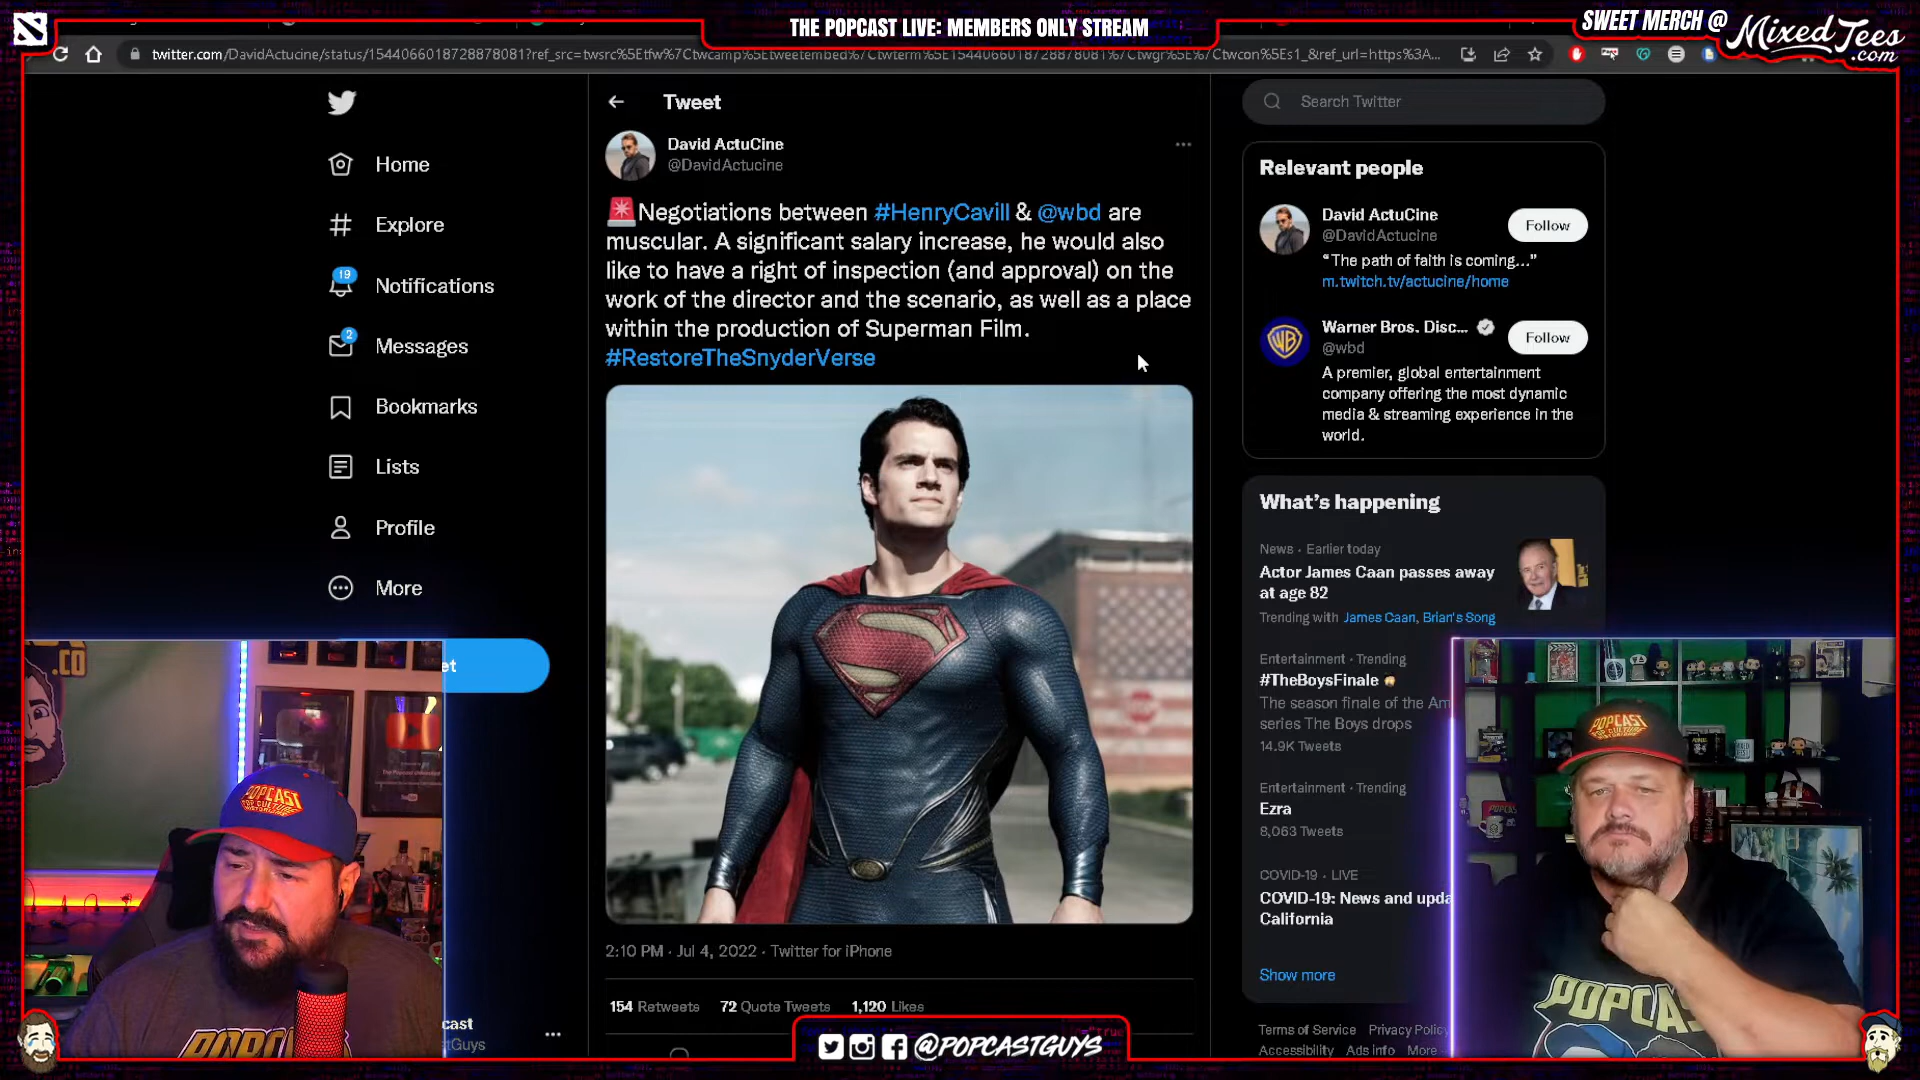 THE POPCAST LIVE: MEMBERS ONLY STREAM
SWEET MERCH @
MixedTees
.com
twitter.com/DavidActucine/status/1544066018728878081?ref_src=twsrc%5Etfw%7Ctwcamp%5Etweetembed%7Ctwterm%5E1544066018728878081%7Ctwgr%5E%7Ctwcon%5Es1_&ref_url=https%3A...
Home
Explore
19
Notifications
2
Messages
Bookmarks
Lists
Profile
More
et
Tweet
David ActuCine
@DavidActucine
Negotiations between #HenryCavill & @wbd are
muscular. A significant salary increase, he would also
like to have a right of inspection (and approval) on the
work of the director and the scenario, as well as a place
within the production of Superman Film.
#RestoreTheSnyderVerse
2:10 PM · Jul 4, 2022 · Twitter for iPhone
154 Retweets 72 Quote Tweets 1,120 Likes
Search Twitter
Relevant people
David ActuCine
@DavidActucine
Follow
"The path of faith is coming..."
m.twitch.tv/actucine/home
Warner Bros. Disc...
@wbd
Follow
A premier, global entertainment
company offering the most dynamic
media & streaming experience in the
world.
What's happening
News · Earlier today
Actor James Caan passes away
at age 82
Trending with James Caan, Brian's Song
Entertainment · Trending
#TheBoysFinale
The season finale of the Am
series The Boys drops
14.9K Tweets
Entertainment · Trending
Ezra
8,063 Tweets
COVID-19 · LIVE
COVID-19: News and upda
California
Show more
Terms of Service Privacy Policy
Accessibility Ads info More
.CO
POPCAST
POP CULTURE
cast
tGuys
POPCAST
POPCA
@POPCASTGUYS